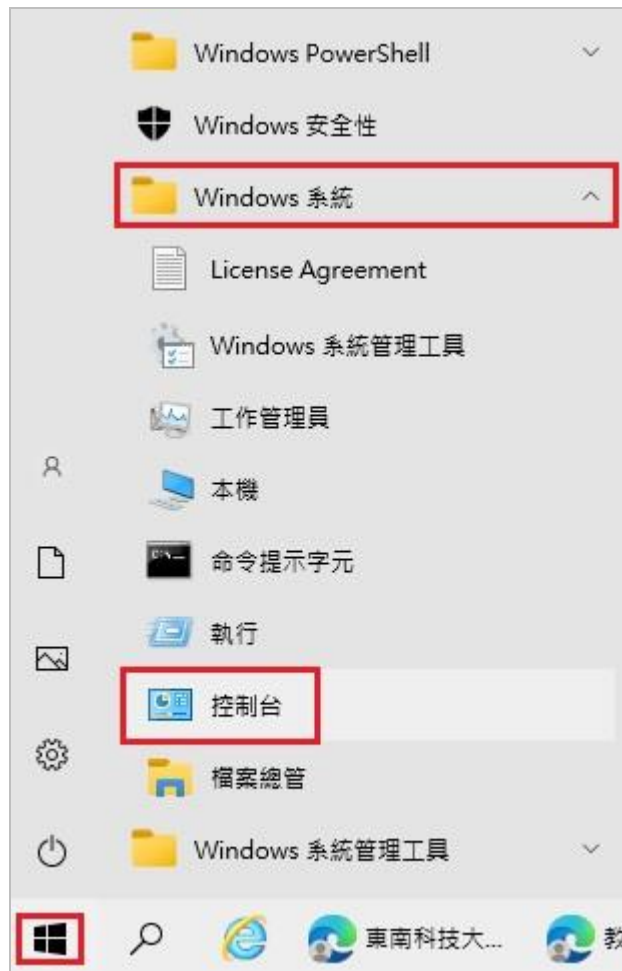 Windows PowerShell
Windows 安全性
Windows 系統
License Agreement
Windows 系統管理工具
工作管理員
本機
命令提示字元
執行
控制台
檔案總管
Windows 系統管理工具
東南科技大...
教